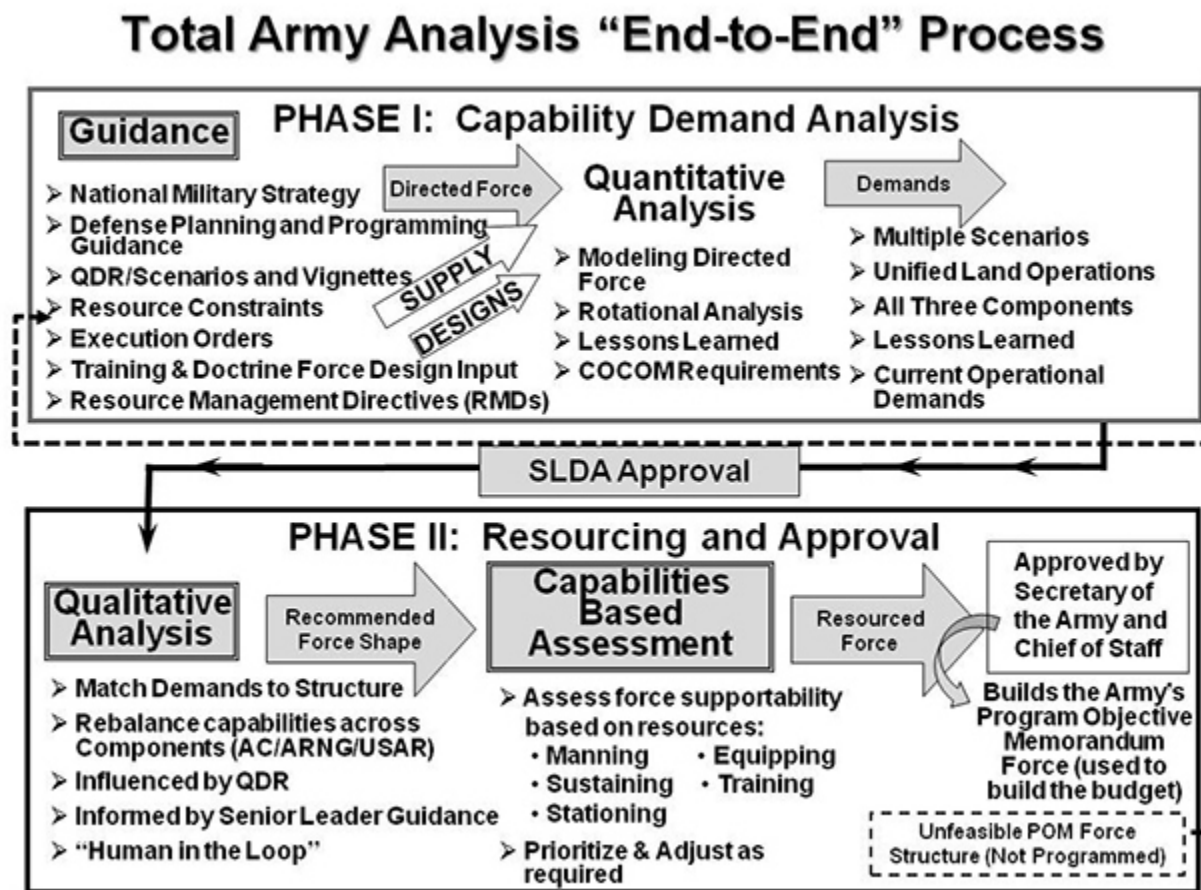 Total Army Analysis “End-to-End” Process
PHASE I: Capability Demand Analysis
Guidance
➢ National Military Strategy
➢ Defense Planning and Programming
Guidance
➢ QDR/Scenarios and Vignettes
➢ Resource Constraints
➢ Execution Orders
➢ Training & Doctrine Force Design Input
➢ Resource Management Directives (RMDs)
Directed Force
SUPPLY
DESIGNS
Quantitative
Analysis
➢ Modeling Directed
Force
➢ Rotational Analysis
➢ Lessons Learned
➢ COCOM Requirements
Demands
➢ Multiple Scenarios
➢ Unified Land Operations
➢ All Three Components
➢ Lessons Learned
➢ Current Operational
Demands
SLDA Approval
PHASE II: Resourcing and Approval
Qualitative
Analysis
➢ Match Demands to Structure
➢ Rebalance capabilities across
Components (AC/ARNG/USAR)
➢ Influenced by QDR
➢ Informed by Senior Leader Guidance
➢ “Human in the Loop”
Recommended
Force Shape
Capabilities
Based
Assessment
➢ Assess force supportability
based on resources:
• Manning • Equipping
• Sustaining • Training
• Stationing
➢ Prioritize & Adjust as
required
Resourced
Force
Approved by
Secretary of
the Army and
Chief of Staff
Builds the Army's
Program Objective
Memorandum
Force (used to
build the budget)
Unfeasible POM Force
Structure (Not Programmed)